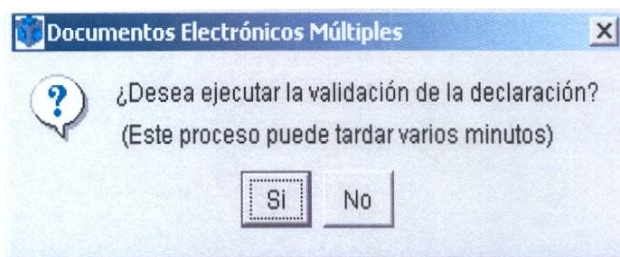 Documentos Electrónicos Múltiples
¿Desea ejecutar la validación de la declaración?
(Este proceso puede tardar varios minutos)
Si No